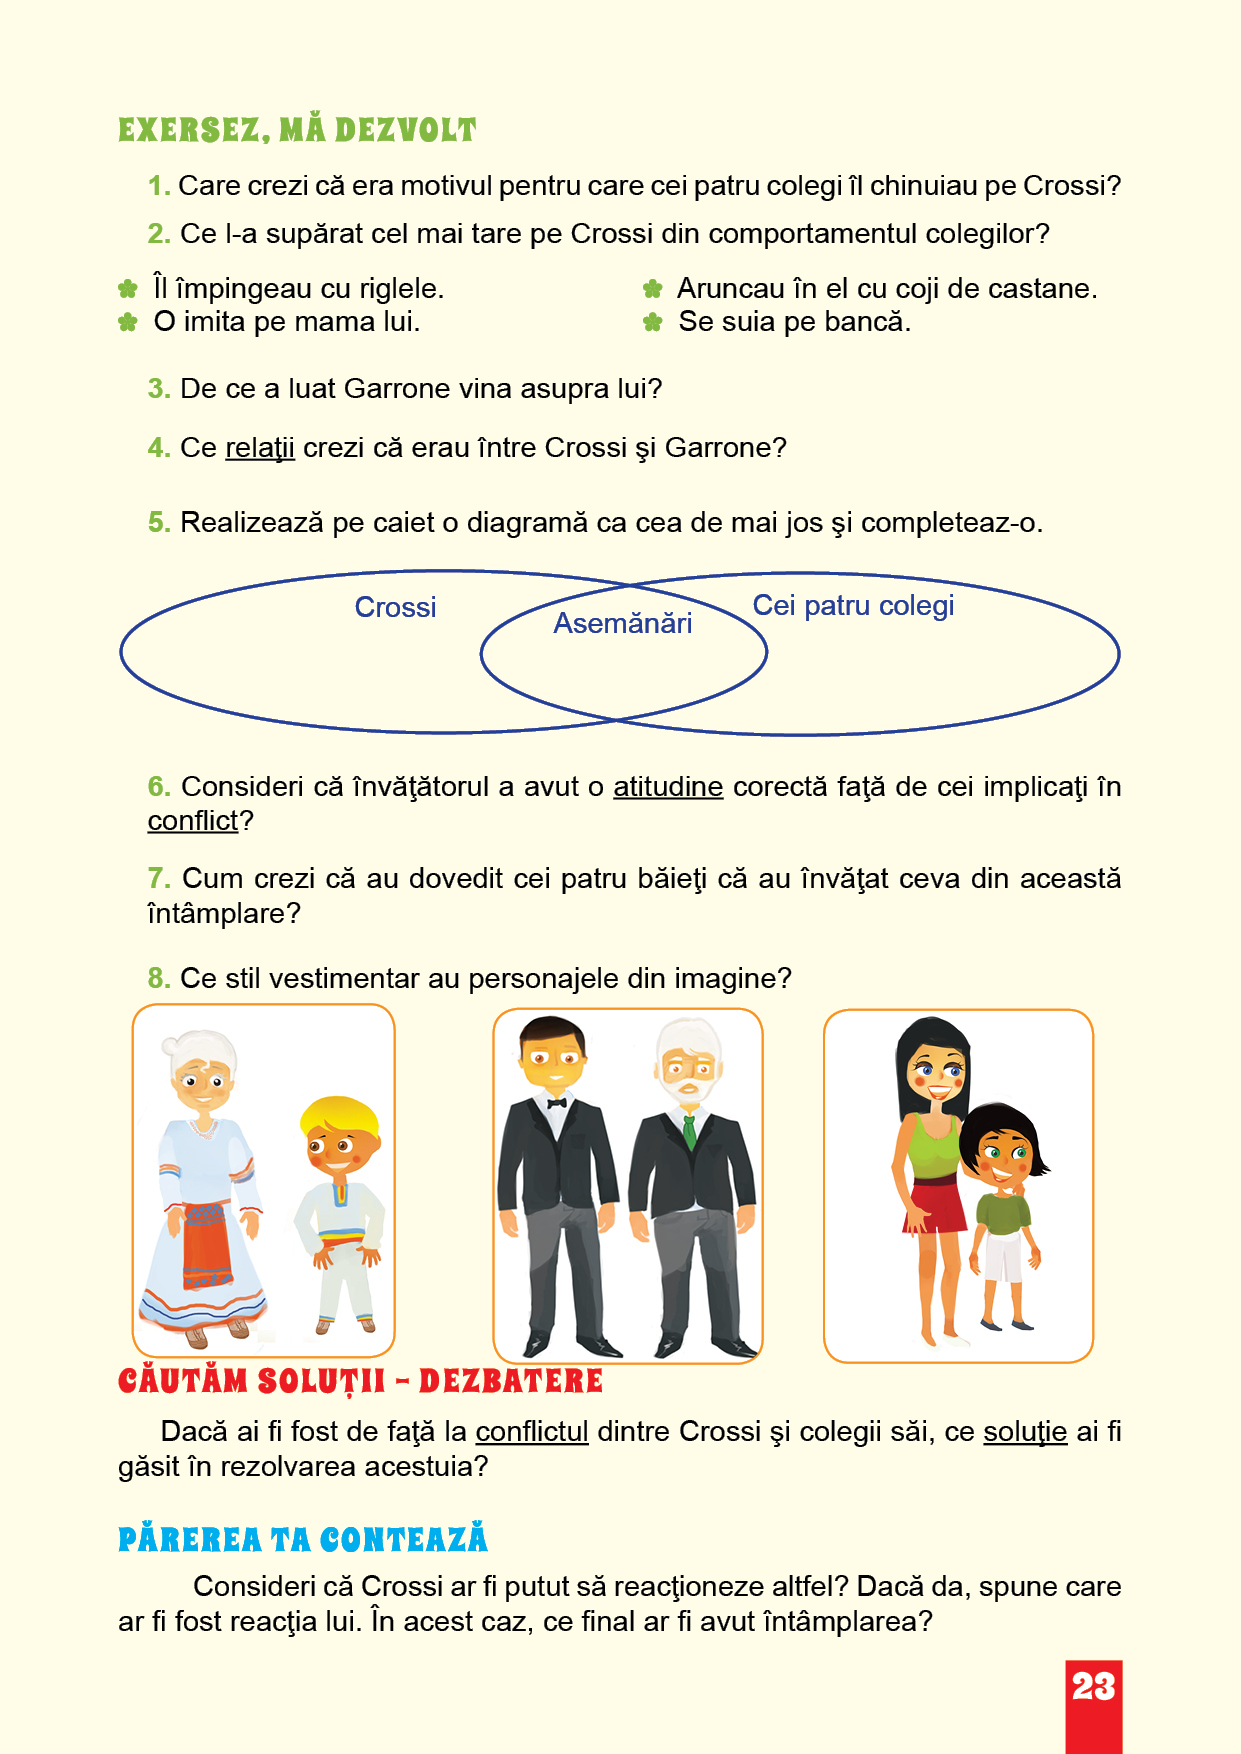 EXERSEZ, MĂ DEZVOLT
1. Care crezi că era motivul pentru care cei patru colegi îl chinuiau pe Crossi?
2. Ce l-a supărat cel mai tare pe Crossi din comportamentul colegilor?
Îl împingeau cu riglele.
Aruncau în el cu coji de castane.
O imita pe mama lui.
Se suia pe bancă.
3. De ce a luat Garrone vina asupra lui?
4. Ce relaţii crezi că erau între Crossi şi Garrone?
5. Realizează pe caiet o diagramă ca cea de mai jos şi completeaz-o.
Crossi
Asemănări
Cei patru colegi
6. Consideri că învăţătorul a avut o atitudine corectă faţă de cei implicaţi în
conflict?
7. Cum crezi că au dovedit cei patru băieţi că au învăţat ceva din această
întâmplare?
8. Ce stil vestimentar au personajele din imagine?
CĂUTĂM SOLUȚII – DEZBATERE
Dacă ai fi fost de faţă la conflictul dintre Crossi şi colegii săi, ce soluţie ai fi
găsit în rezolvarea acestuia?
PĂREREA TA CONTEAZĂ
Consideri că Crossi ar fi putut să reacţioneze altfel? Dacă da, spune care
ar fi fost reacţia lui. În acest caz, ce final ar fi avut întâmplarea?
23